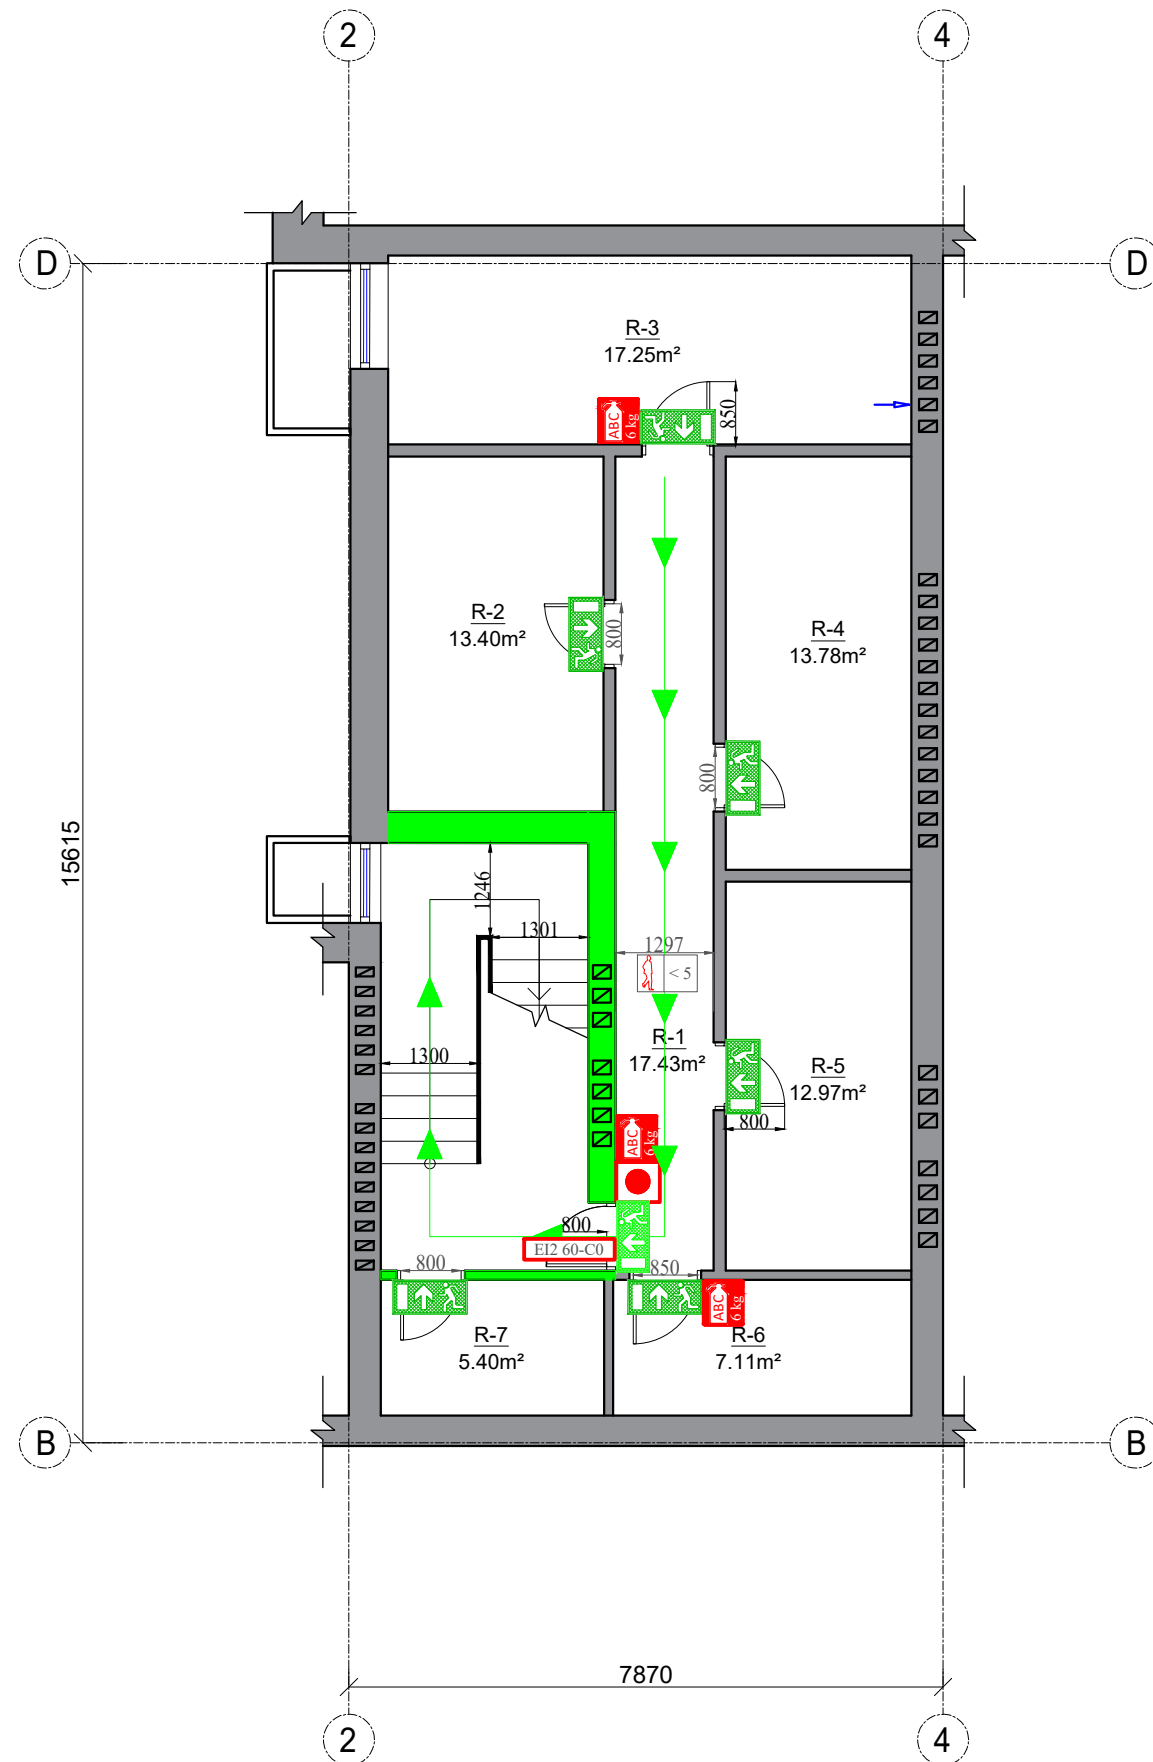 2
4
D
D
R-3
17.25m²
ABC
6 kg
850
R-2
13.40m²
800
R-4
13.78m²
800
15615
1246
1301
1297
< 5
R-1
17.43m²
1300
R-5
12.97m²
800
ABC
6 kg
800
EI2 60-C0
800
850
ABC
6 kg
R-7
5.40m²
R-6
7.11m²
B
B
7870
2
4